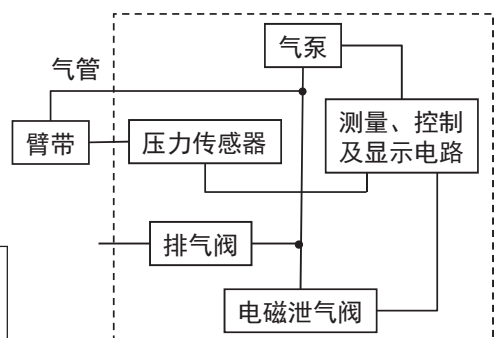 气泵
气管
测量、控制
及显示电路
臂带
压力传感器
排气阀
电磁泄气阀